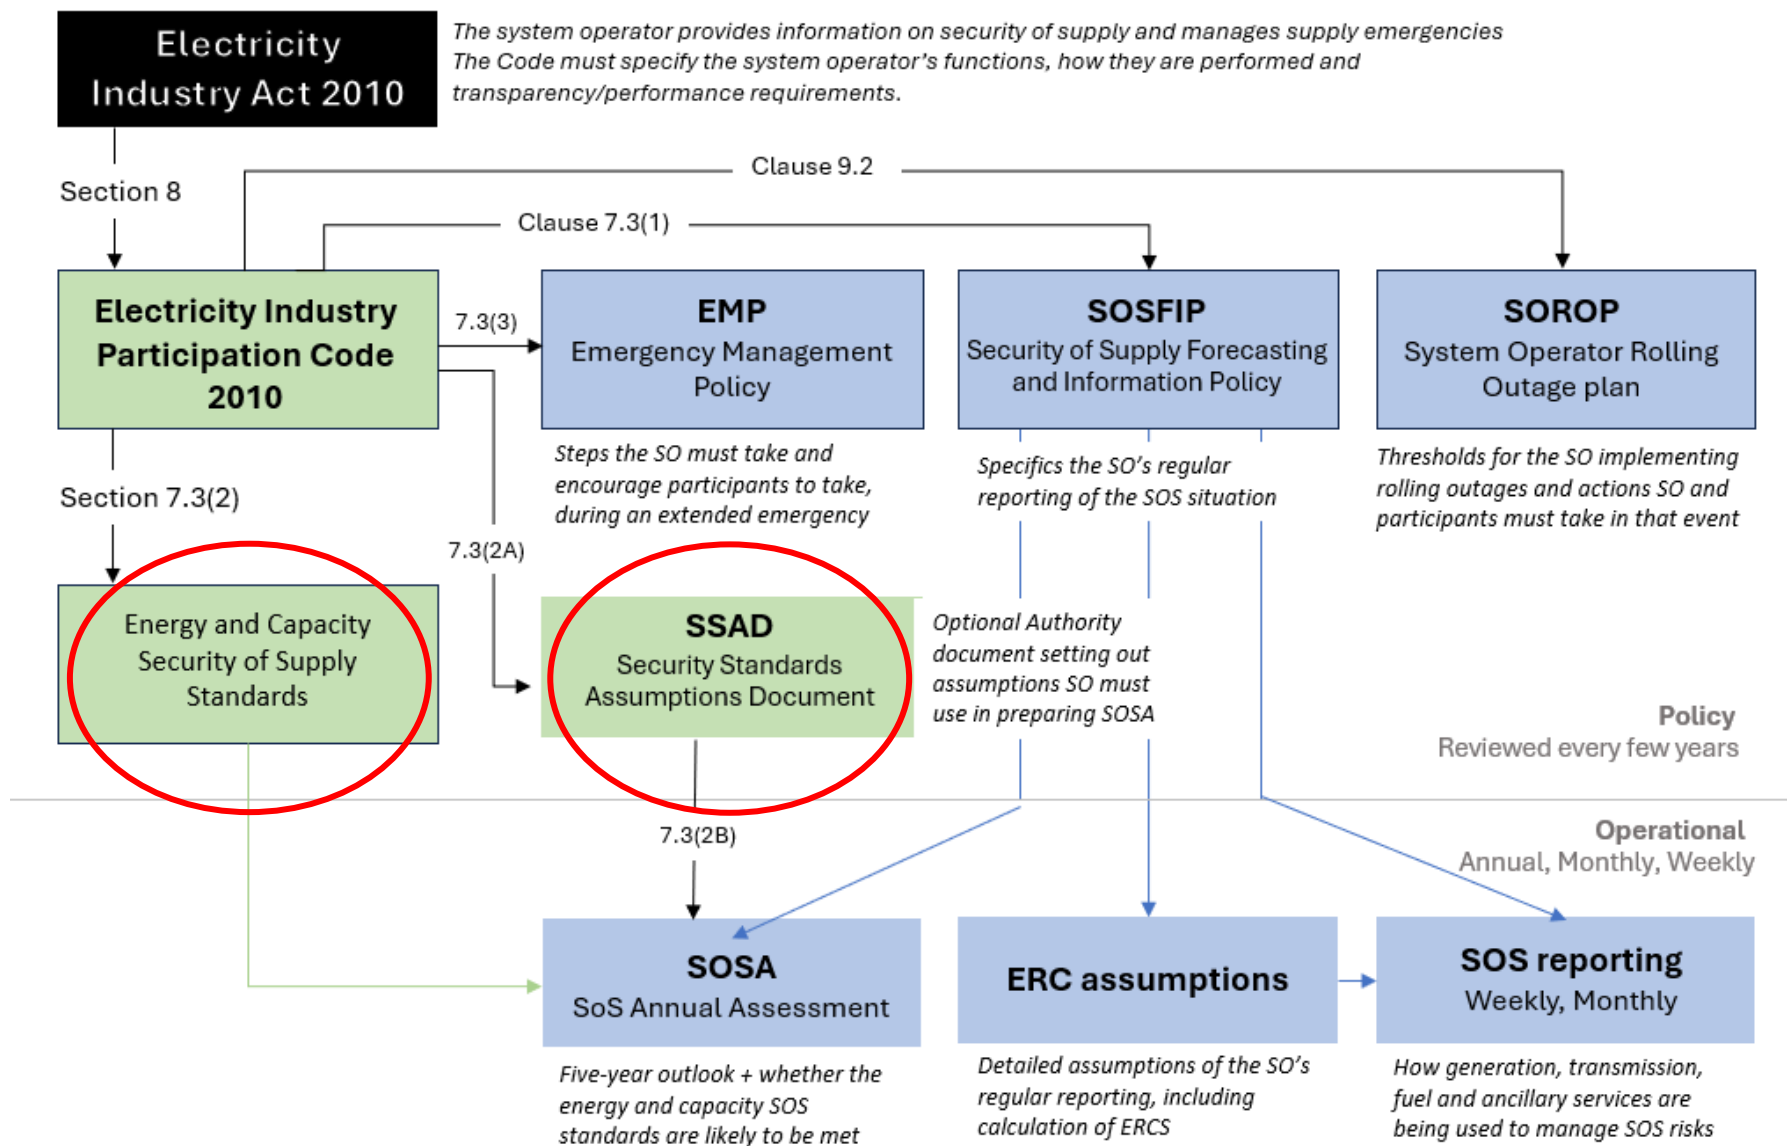 Electricity
Industry Act 2010
The system operator provides information on security of supply and manages supply emergencies
The Code must specify the system operator's functions, how they are performed and
transparency/performance requirements.
Section 8
Clause 9.2
Clause 7.3(1)
Electricity Industry
Participation Code
2010
7.3(3)
EMP
Emergency Management
Policy
SOSFIP
Security of Supply Forecasting
and Information Policy
SOROP
System Operator Rolling
Outage plan
Steps the SO must take and
encourage participants to take,
during an extended emergency
Specifics the SO's regular
reporting of the SOS situation
Thresholds for the SO implementing
rolling outages and actions SO and
participants must take in that event
Section 7.3(2)
7.3(2A)
Energy and Capacity
Security of Supply
Standards
SSAD
Security Standards
Assumptions Document
Optional Authority
document setting out
assumptions SO must
use in preparing SOSA
Policy
Reviewed every few years
7.3(2B)
Operational
Annual, Monthly, Weekly
SOSA
SoS Annual Assessment
ERC assumptions
SOS reporting
Weekly, Monthly
Five-year outlook + whether the
energy and capacity SOS
standards are likely to be met
Detailed assumptions of the SO's
regular reporting, including
calculation of ERCS
How generation, transmission,
fuel and ancillary services are
being used to manage SOS risks